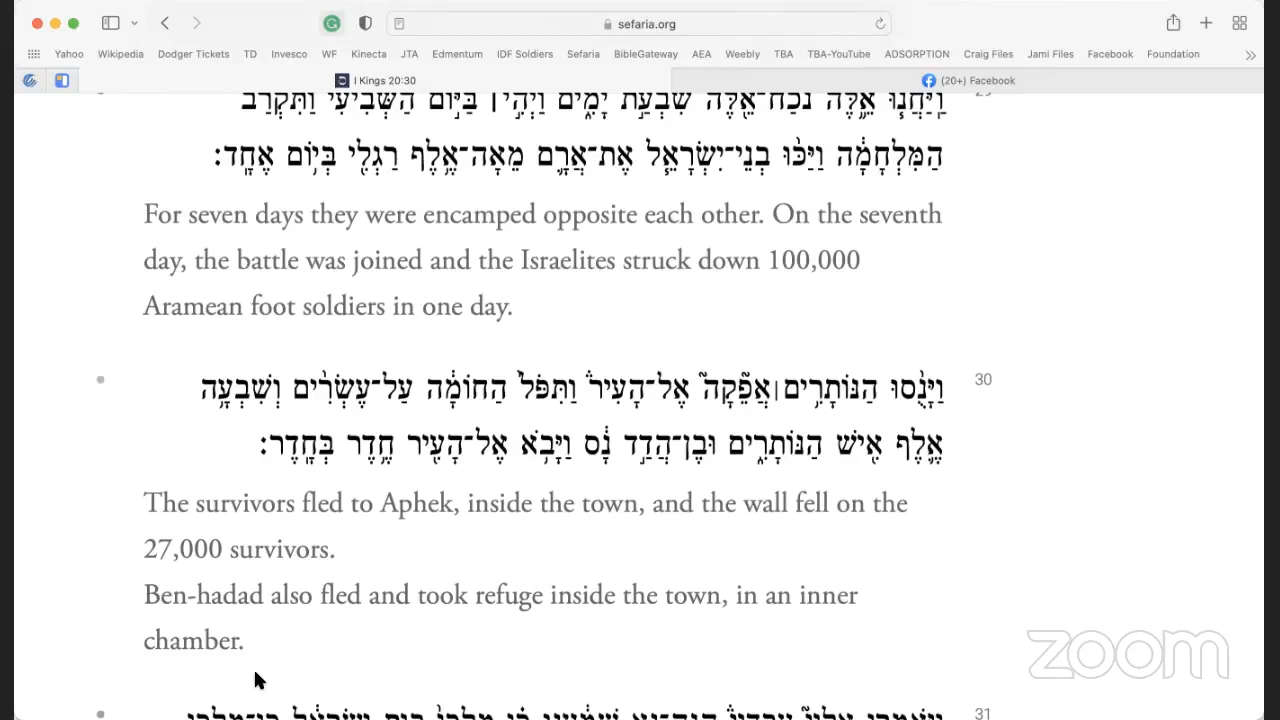 sefaria.org
Yahoo Wikipedia Dodger Tickets TD Invesco WF Kinecta JTA Edmentum IDF Soldiers Sefaria BibleGateway AEA Weebly TBA TBA-YouTube ADSORPTION Craig Files Jami Files Facebook Foundation
I Kings 20:30 (20+) Facebook
וַֽיַּחֲנ֧וּ אֵ֦לֶּה נֹכַח־אֵ֖לֶּה שִׁבְעַ֣ת יָמִ֑ים וַיְהִ֣י׀ בַּיּ֣וֹם הַשְּׁבִיעִ֗י וַתִּקְרַב֙ 29
הַמִּלְחָמָ֔ה וַיַּכּ֨וּ בְנֵי־יִשְׂרָאֵ֧ל אֶת־אֲרָ֛ם מֵאָה־אֶ֥לֶף רַגְלִ֖י בְּי֥וֹם אֶחָֽד׃
For seven days they were encamped opposite each other. On the seventh
day, the battle was joined and the Israelites struck down 100,000
Aramean foot soldiers in one day.
וַיָּנֻ֨סוּ הַנּוֹתָרִ֥ים׀אֲפֵ֘קָה֮ אֶל־הָעִיר֒ וַתִּפֹּל֙ הַחוֹמָ֔ה עַל־עֶשְׂרִ֨ים וְשִׁבְעָ֥ה 30
אֶ֛לֶף אִ֖ישׁ הַנּוֹתָרִ֑ים וּבֶן־הֲדַ֣ד נָ֔ס וַיָּבֹ֥א אֶל־הָעִ֖יר חֶ֥דֶר בְּחָֽדֶר׃
The survivors fled to Aphek, inside the town, and the wall fell on the
27,000 survivors.
Ben-hadad also fled and took refuge inside the town, in an inner
chamber.
31
zoom